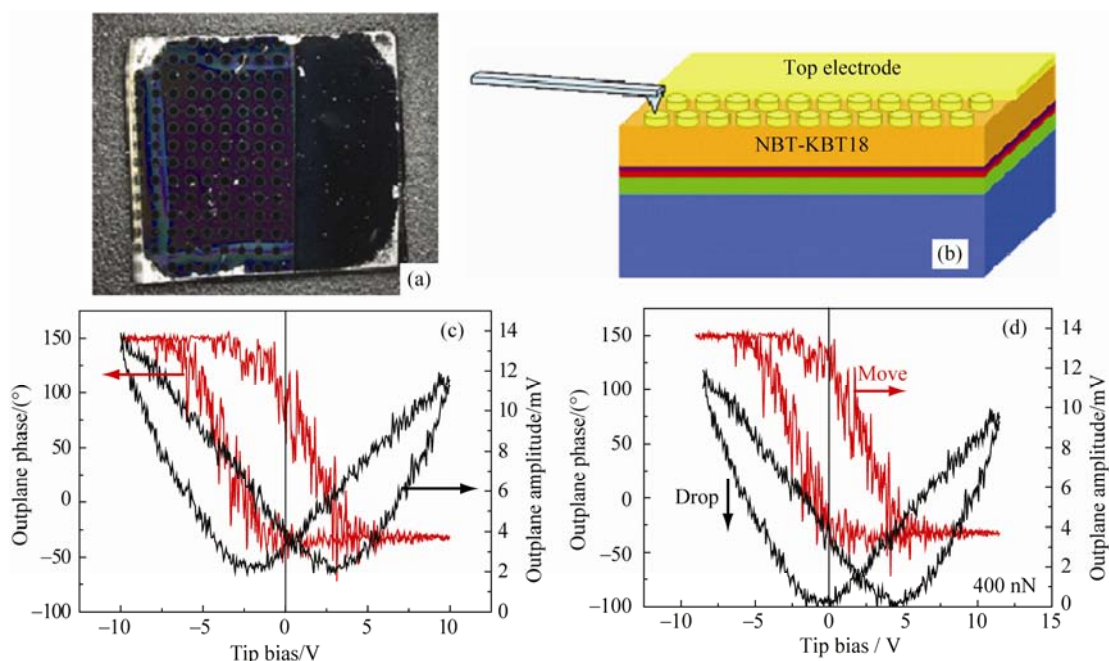 (a)
Top electrode
NBT-KBT18
(b)
(c)
150
100
50
0
−50
−100
Outplane phase/(°)
14
12
10
8
6
4
2
0
Outplane amplitude/mV
−10
−5
0
5
10
Tip bias/V
(d)
Move
Drop
400 nN
150
100
50
0
−50
−100
Outplane phase/(°)
14
12
10
8
6
4
2
0
Outplane amplitude/mV
−10
−5
0
5
10
15
Tip bias / V